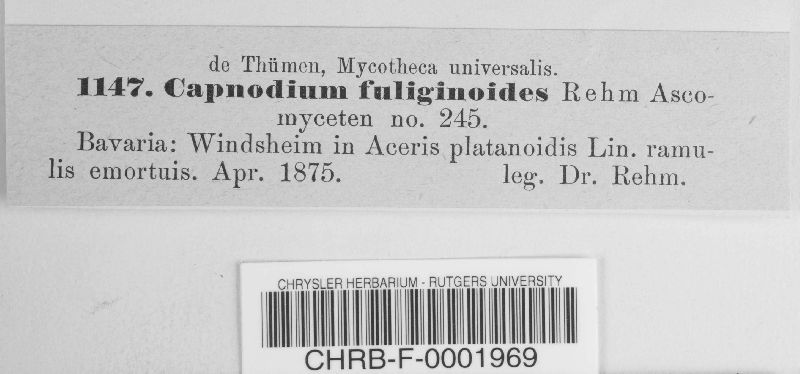 de Thümen, Mycotheca universalis.
1147. Capnodium fuliginoides Rehm Asco-
myceten no. 245.
Bavaria: Windsheim in Aceris platanoidis Lin. ramu-
lis emortuis. Apr. 1875. leg. Dr. Rehm.
CHRYSLER HERBARIUM - RUTGERS UNIVERSITY
CHRB-F-0001969